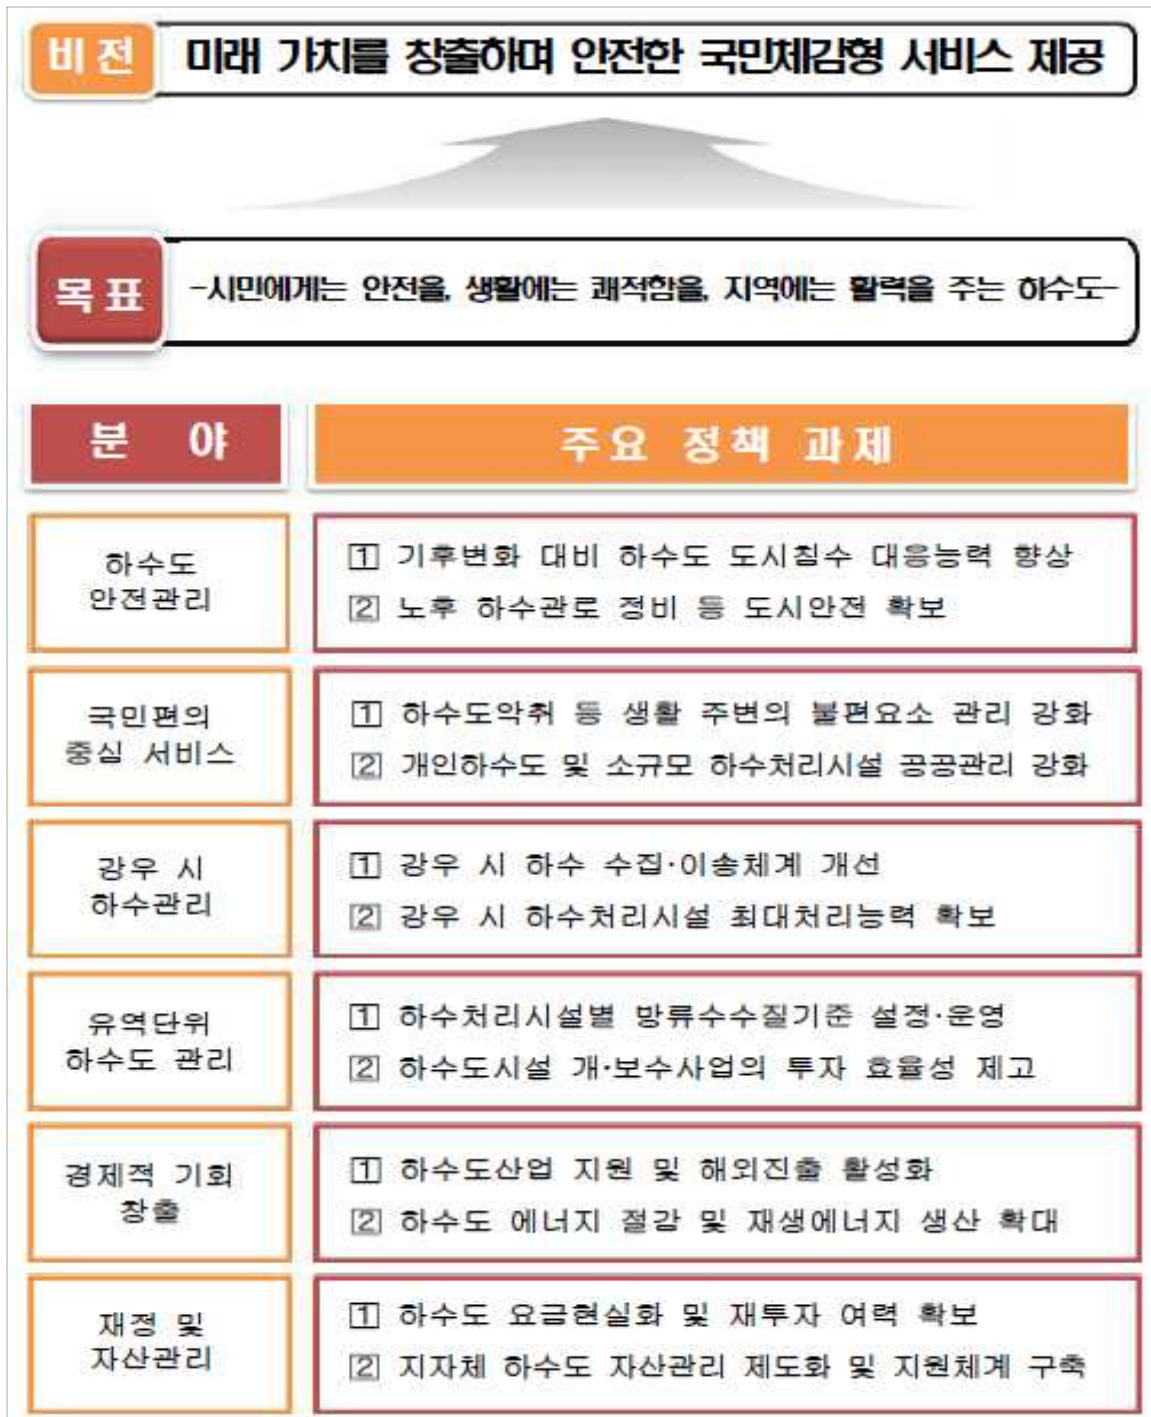 비전 미래 가치를 창출하며 안전한 국민체감형 서비스 제공
목표 -시민에게는 안전을, 생활에는 쾌적함을, 지역에는 활력을 주는 하수도-
분 야
주요 정책 과제
하수도
안전관리
1 기후변화 대비 하수도 도시침수 대응능력 향상
2 노후 하수관로 정비 등 도시안전 확보
국민편의
중심 서비스
1 하수도악취 등 생활 주변의 불편요소 관리 강화
2 개인하수도 및 소규모 하수처리시설 공공관리 강화
강우 시
하수관리
1 강우 시 하수 수집·이송체계 개선
2 강우 시 하수처리시설 최대처리능력 확보
유역단위
하수도 관리
1 하수처리시설별 방류수수질기준 설정·운영
2 하수도시설 개·보수사업의 투자 효율성 제고
경제적 기회
창출
1 하수도산업 지원 및 해외진출 활성화
2 하수도 에너지 절감 및 재생에너지 생산 확대
재정 및
자산관리
1 하수도 요금현실화 및 재투자 여력 확보
2 지자체 하수도 자산관리 제도화 및 지원체계 구축